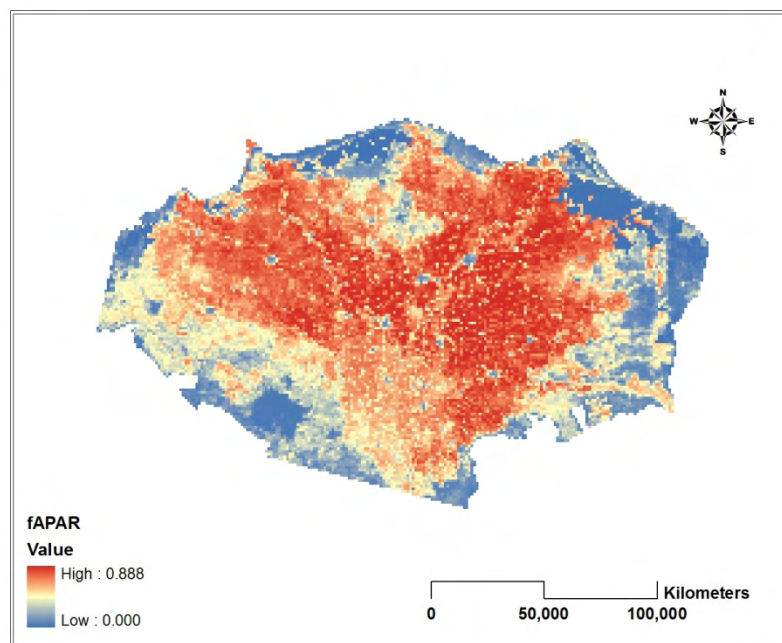 N
W E
S
fAPAR
Value
High : 0.888
Low : 0.000
Kilometers
0 50,000 100,000